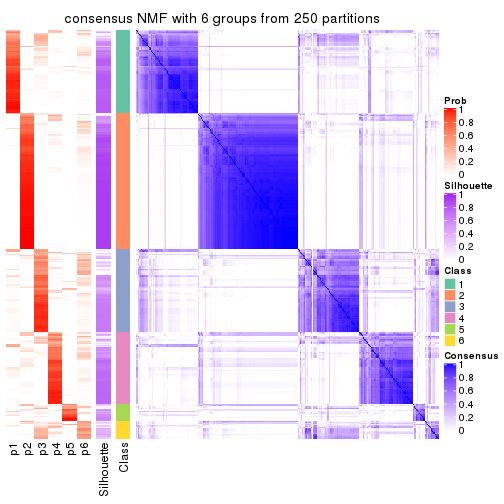 consensus NMF with 6 groups from 250 partitions
Prob
1
0.8
0.6
0.4
0.2
0
Silhouette
1
0.8
0.6
0.4
0.2
0
Class
1
2
3
4
5
6
Consensus
1
0.8
0.6
0.4
0.2
0
p1
p2
p3
p4
p5
p6
Silhouette
Class